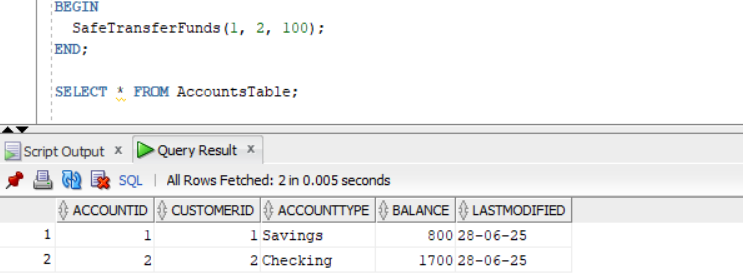 BEGIN
SafeTransferFunds(1, 2, 100);
END;
SELECT * FROM AccountsTable;
Script Output x Query Result x
SQL | All Rows Fetched: 2 in 0.005 seconds
ACCOUNTID CUSTOMERID ACCOUNTTYPE BALANCE LASTMODIFIED
1 1 1 Savings 800 28-06-25
2 2 2 Checking 1700 28-06-25